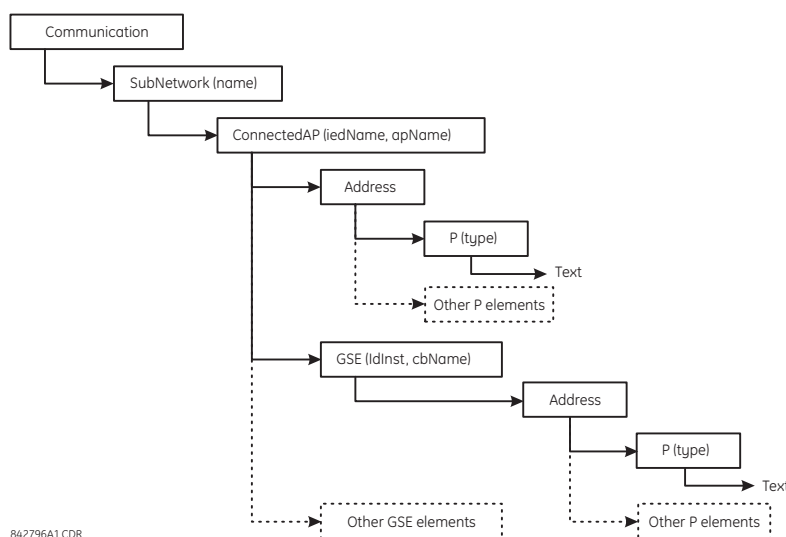 Communication
SubNetwork (name)
ConnectedAP (iedName, apName)
Address
P (type)
Text
Other P elements
GSE (IdInst, cbName)
Address
P (type)
Text
Other GSE elements
Other P elements
842796A1.CDR